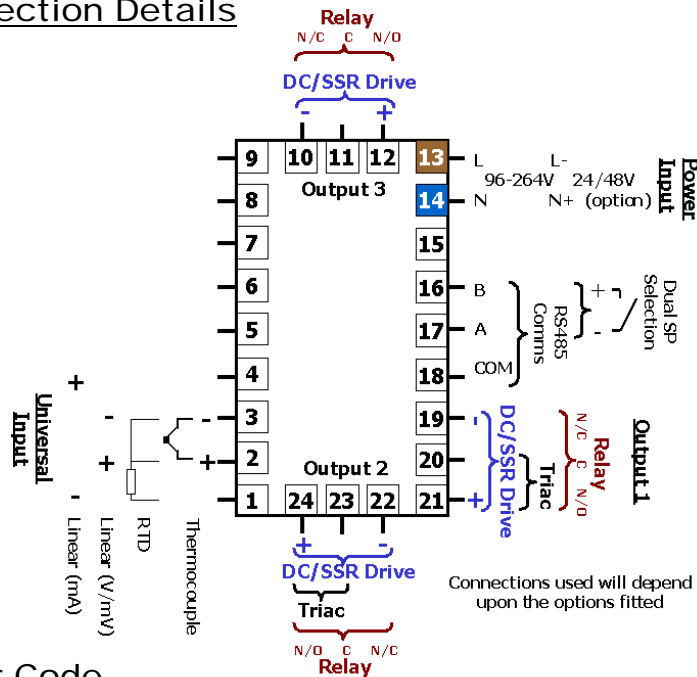 ection Details
Relay
N/C C N/O
DC/SSR Drive
- +
9 10 11 12 13 L L-
Output 3
96-264V 24/48V
8 14 N N+ (option)
Power
Input
7 15
6 16 B
5 17 A
4 18 COM
RS485
Comms
+
-
Dual SP
Selection
3 19 -
2 20
1 24 23 22 21 +
Output 2
DC/SSR Drive
Triac
N/C C N/O
Relay
Output 1
+
- -
+ +
-
Universal
Input
Linear (mA)
Linear (V/mV)
RTD
Thermocouple
+ -
DC/SSR Drive
Triac
N/O C N/C
Relay
Connections used will depend
upon the options fitted